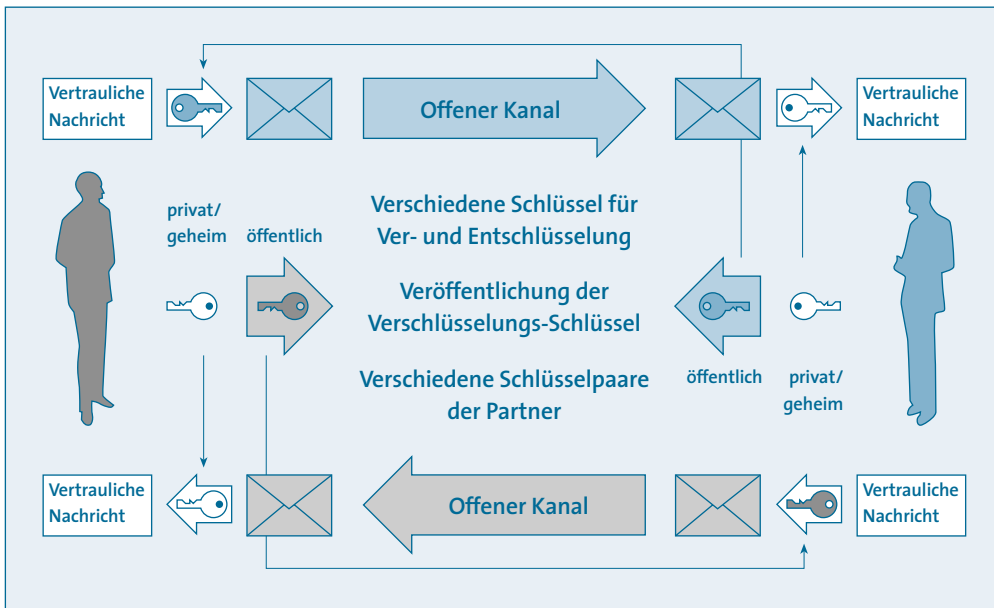 Vertrauliche
Nachricht
Offener Kanal
Vertrauliche
Nachricht
privat/
geheim
öffentlich
Verschiedene Schlüssel für
Ver- und Entschlüsselung
Veröffentlichung der
Verschlüsselungs-Schlüssel
Verschiedene Schlüsselpaare
der Partner
öffentlich
privat/
geheim
Vertrauliche
Nachricht
Offener Kanal
Vertrauliche
Nachricht